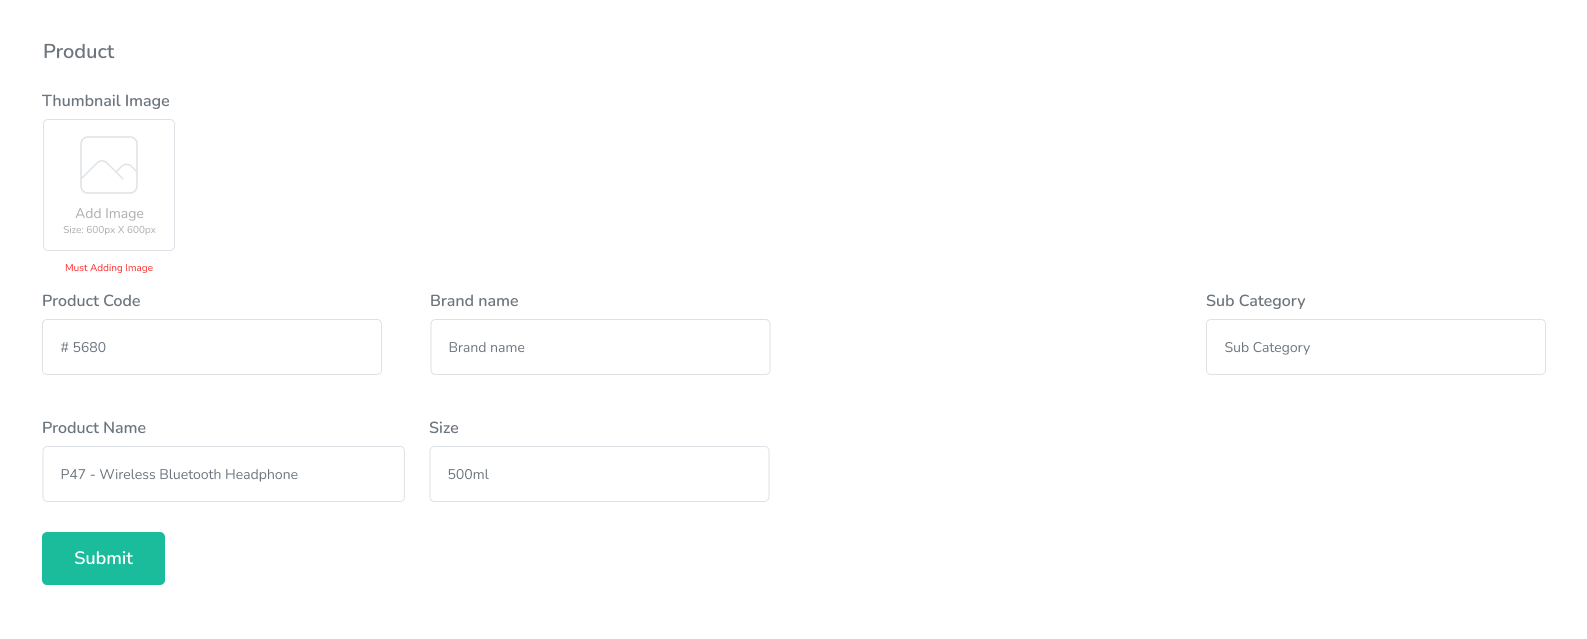 Product
Thumbnail Image
Add Image
Size: 600px X 600px
Must Adding Image
Product Code
Brand name
Sub Category
# 5680
Brand name
Sub Category
Product Name
Size
P47 - Wireless Bluetooth Headphone
500ml
Submit